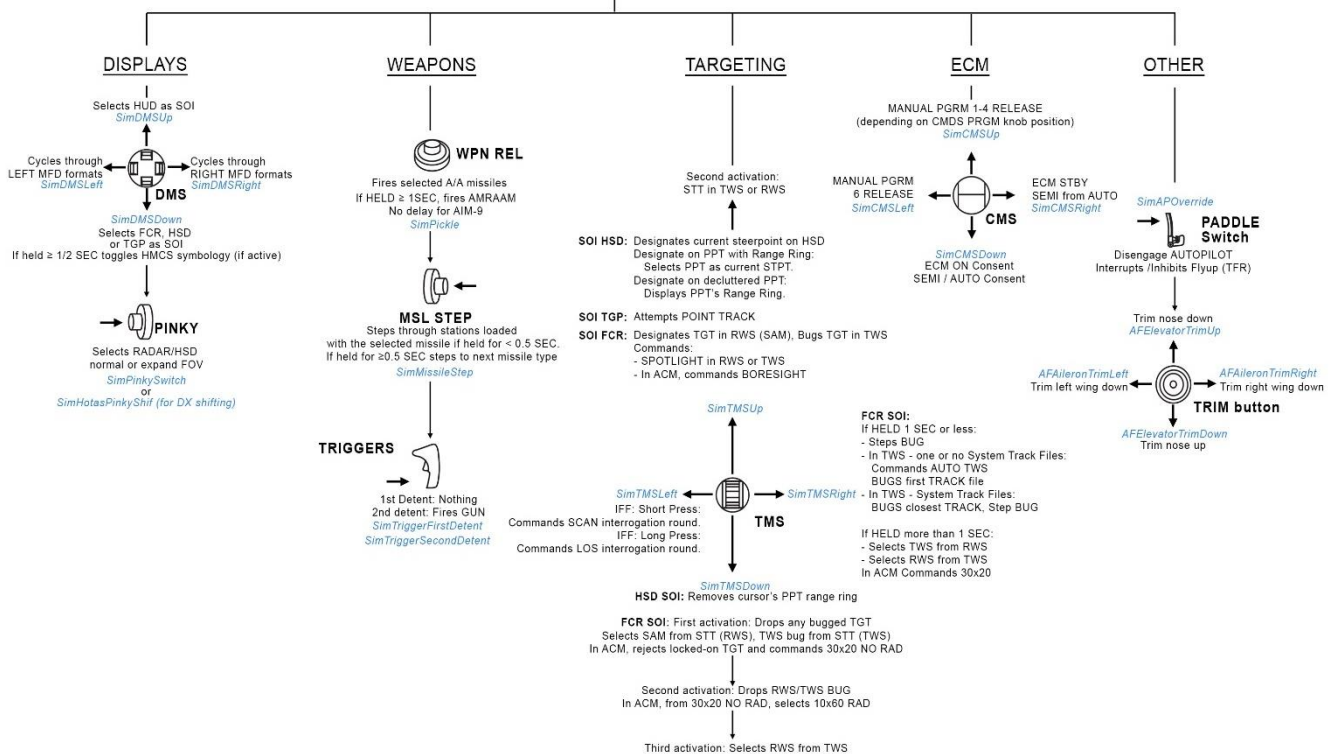 DISPLAYS
Selects HUD as SOI
SimDMSUp
Cycles through
LEFT MFD formats
SimDMSLeft
Cycles through
RIGHT MFD formats
SimDMSRight
DMS
SimDMSDown
Selects FCR, HSD
or TGP as SOI
If held ≥ 1/2 SEC toggles HMCS symbology (if active)
PINKY
Selects RADAR/HSD
normal or expand FOV
SimPinkySwitch
or
SimHotasPinkyShif (for DX shifting)
WEAPONS
WPN REL
Fires selected A/A missiles
If HELD ≥ 1SEC, fires AMRAAM
No delay for AIM-9
SimPickle
MSL STEP
Steps through stations loaded
with the selected missile if held for < 0.5 SEC.
If held for ≥0.5 SEC steps to next missile type
SimMissileStep
TRIGGERS
1st Detent: Nothing
2nd detent: Fires GUN
SimTriggerFirstDetent
SimTriggerSecondDetent
TARGETING
Second activation:
STT in TWS or RWS
SOI HSD: Designates current steerpoint on HSD
Designate on PPT with Range Ring:
Selects PPT as current STPT.
Designate on decluttered PPT:
Displays PPT's Range Ring.
SOI TGP: Attempts POINT TRACK
SOI FCR: Designates TGT in RWS (SAM), Bugs TGT in TWS
Commands:
- SPOTLIGHT in RWS or TWS
- In ACM, commands BORESIGHT
SimTMSUp
SimTMSLeft
IFF: Short Press:
Commands SCAN interrogation round.
IFF: Long Press:
Commands LOS interrogation round.
SimTMSRight
TMS
FCR SOI:
If HELD 1 SEC or less:
- Steps BUG
- In TWS - one or no System Track Files:
Commands AUTO TWS
BUGS first TRACK file
- In TWS - System Track Files:
BUGS closest TRACK, Step BUG
If HELD more than 1 SEC:
- Selects TWS from RWS
- Selects RWS from TWS
In ACM Commands 30x20
SimTMSDown
HSD SOI: Removes cursor's PPT range ring
FCR SOI: First activation: Drops any bugged TGT
Selects SAM from STT (RWS), TWS bug from STT (TWS)
In ACM, rejects locked-on TGT and commands 30x20 NO RAD
Second activation: Drops RWS/TWS BUG
In ACM, from 30x20 NO RAD, selects 10x60 RAD
Third activation: Selects RWS from TWS
ECM
MANUAL PGRM 1-4 RELEASE
(depending on CMDS PRGM knob position)
SimCMSUp
MANUAL PGRM
6 RELEASE
SimCMSLeft
ECM STBY
SEMI from AUTO
SimCMSRight
CMS
SimCMSDown
ECM ON Consent
SEMI / AUTO Consent
OTHER
SimAPOverride
PADDLE
Switch
Disengage AUTOPILOT
Interrupts /Inhibits Flyup (TFR)
Trim nose down
AFElevatorTrimUp
AFAileronTrimLeft
Trim left wing down
AFAileronTrimRight
Trim right wing down
TRIM button
AFElevatorTrimDown
Trim nose up